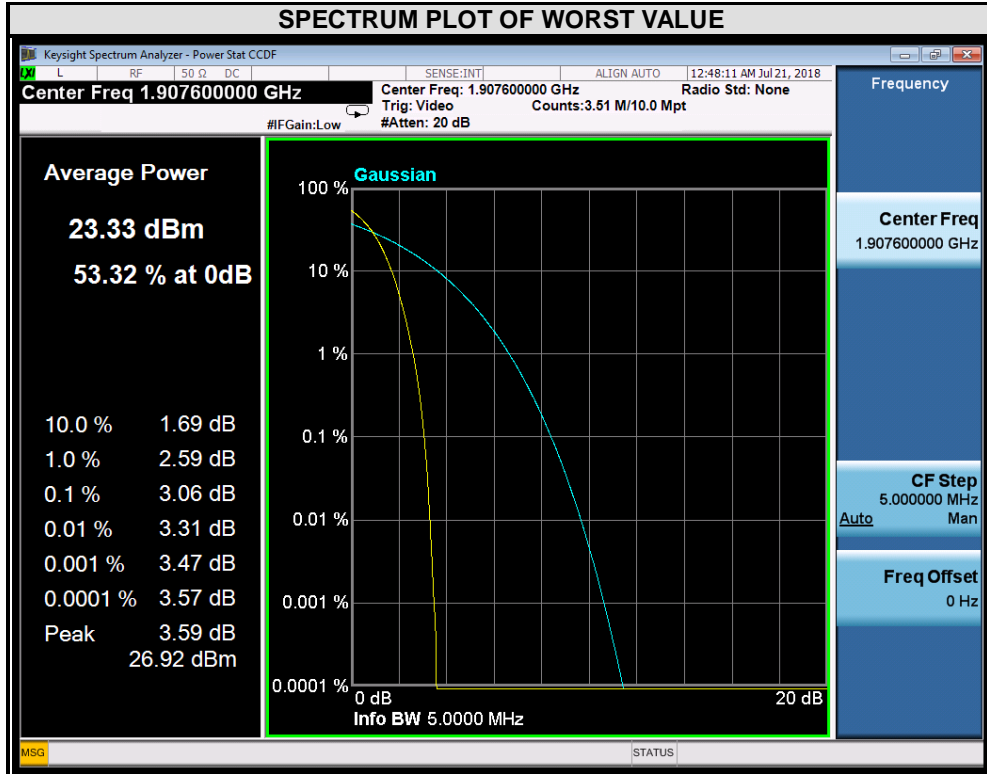 SPECTRUM PLOT OF WORST VALUE
Keysight Spectrum Analyzer - Power Stat CCDF
LXI L RF 50 Ω DC SENSE:INT ALIGN AUTO 12:48:11 AM Jul 21, 2018
Center Freq 1.907600000 GHz
Center Freq: 1.907600000 GHz Radio Std: None
Trig: Video Counts:3.51 M/10.0 Mpt
#IFGain:Low #Atten: 20 dB
Average Power
23.33 dBm
53.32 % at 0dB
10.0 % 1.69 dB
1.0 % 2.59 dB
0.1 % 3.06 dB
0.01 % 3.31 dB
0.001 % 3.47 dB
0.0001 % 3.57 dB
Peak 3.59 dB
26.92 dBm
Gaussian
100 %
10 %
1 %
0.1 %
0.01 %
0.001 %
0.0001 %
0 dB 20 dB
Info BW 5.0000 MHz
Frequency
Center Freq
1.907600000 GHz
CF Step
5.000000 MHz
Auto Man
Freq Offset
0 Hz
MSG STATUS